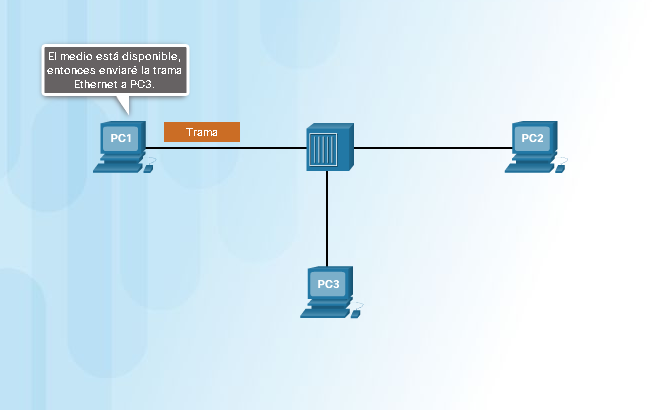 El medio está disponible,
entonces enviaré la trama
Ethernet a PC3.
PC1
Trama
PC2
PC3